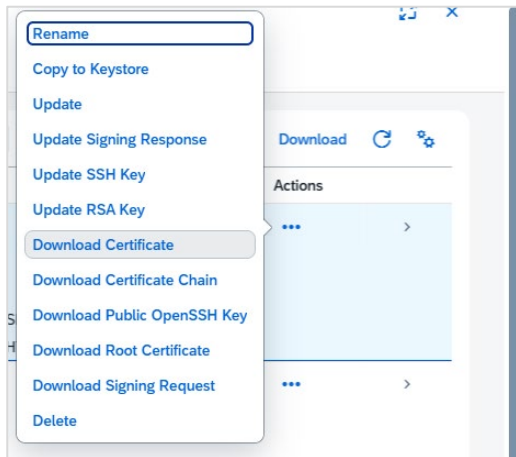 Rename
Copy to Keystore
Update
Update Signing Response
Update SSH Key
Update RSA Key
Download Certificate
Download Certificate Chain
Download Public OpenSSH Key
Download Root Certificate
Download Signing Request
Delete
Download
Actions